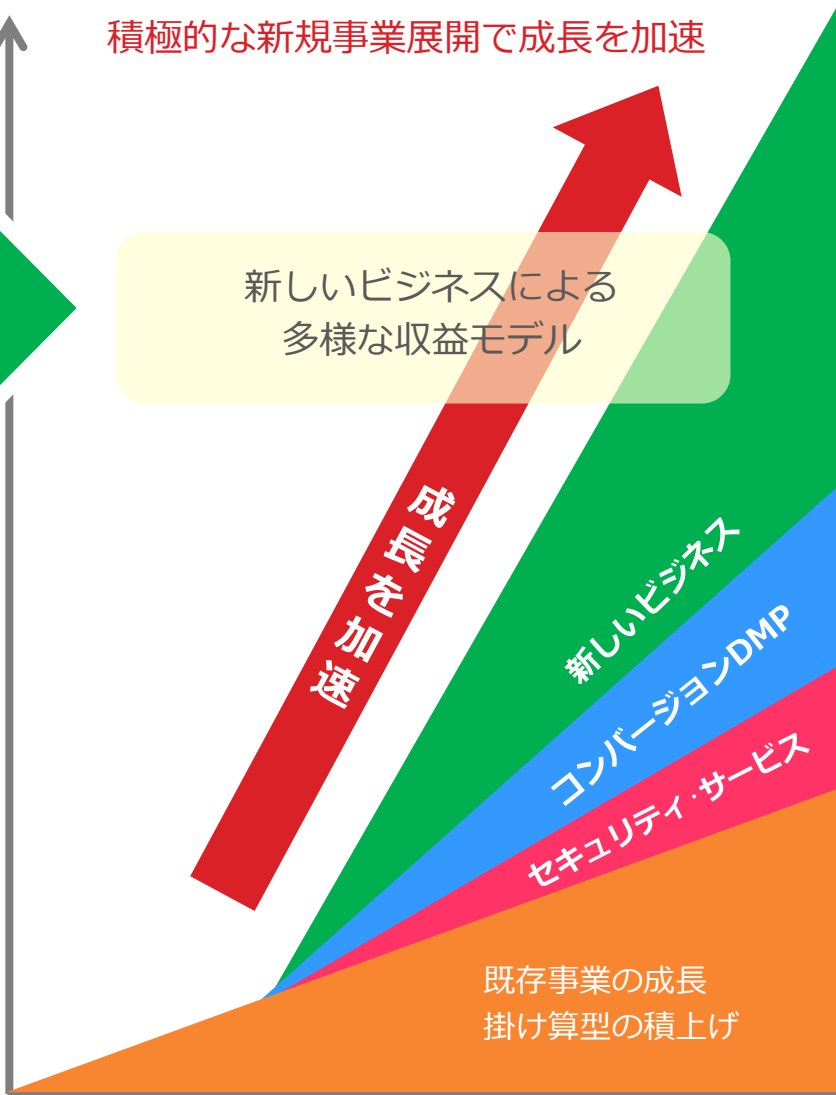 積極的な新規事業展開で成長を加速
新しいビジネスによる
多様な収益モデル
成長を加速
新しいビジネス
コンバージョンDMP
セキュリティ・サービス
既存事業の成長
掛け算型の積上げ